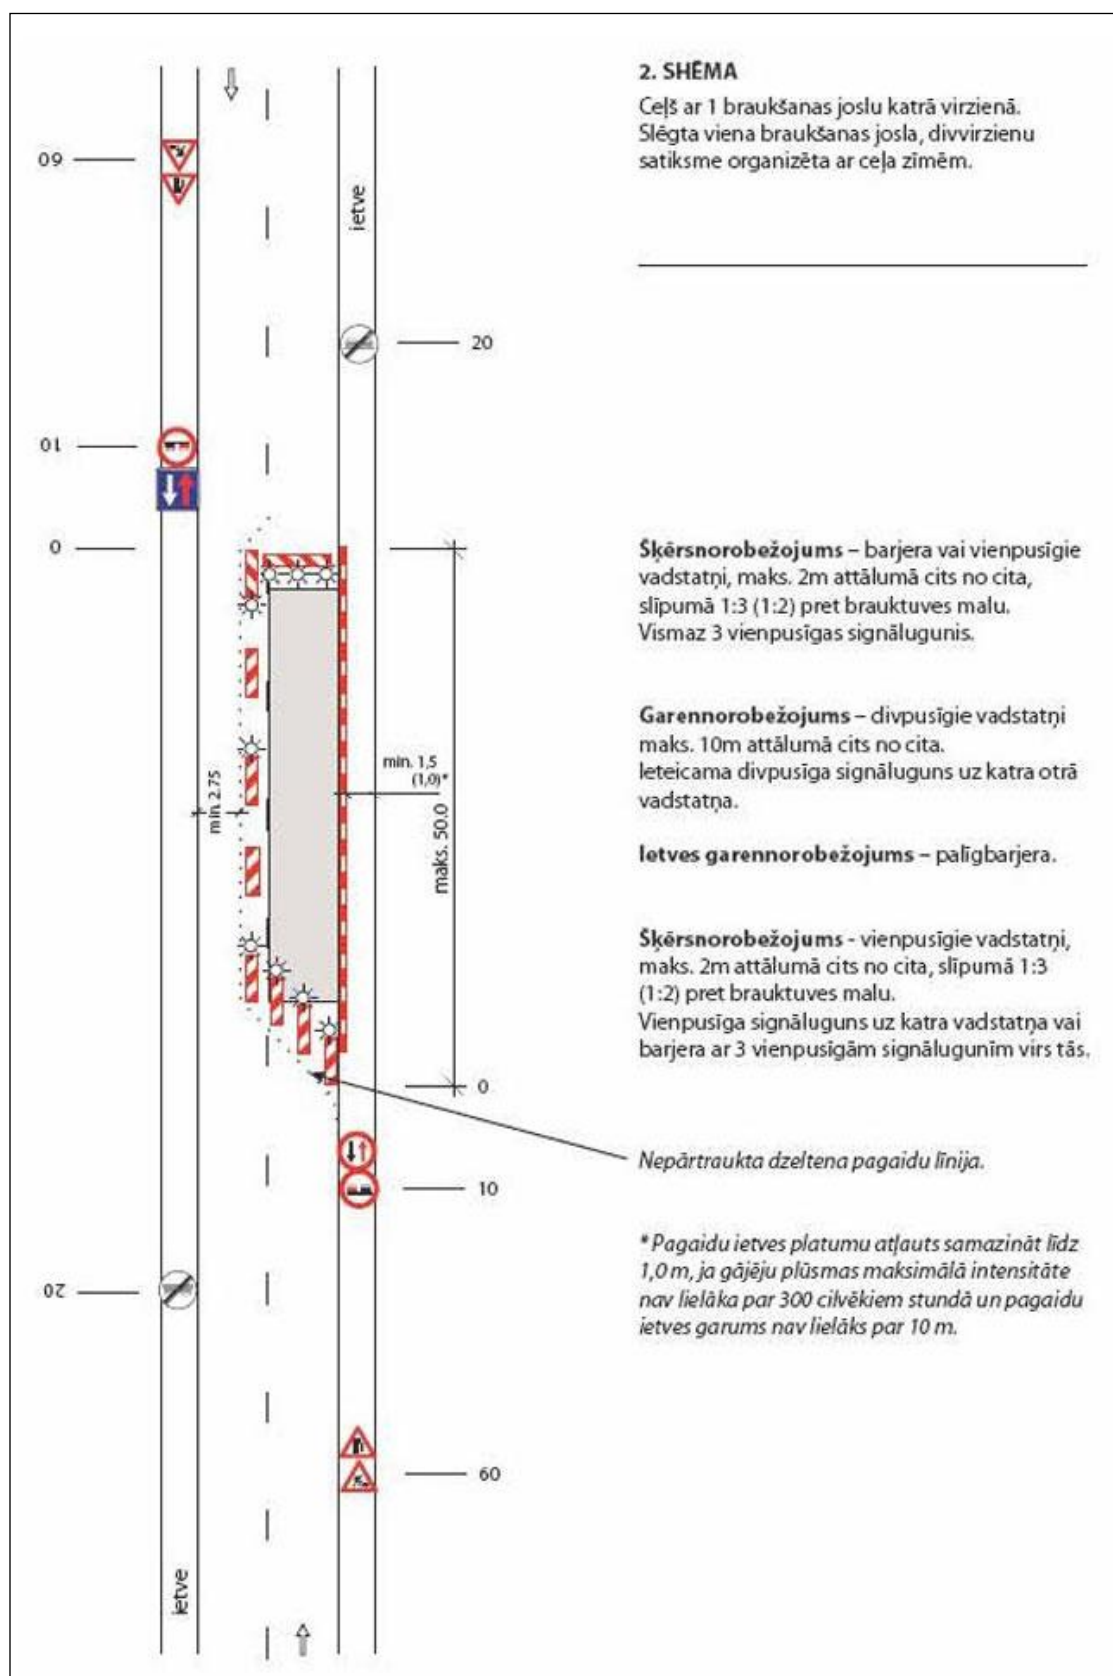 2. SHĒMA
Ceļš ar 1 braukšanas joslu katrā virzienā.
Slēgta viena braukšanas josla, divvirzienu
satiksme organizēta ar ceļa zīmēm.
60
ietve
20
10
0
Šķērsnorobežojums – barjera vai vienpusīgie
vadstatņi, maks. 2m attālumā cits no cita,
slīpumā 1:3 (1:2) pret brauktuves malu.
Vismaz 3 vienpusīgas signālugunis.
Garennorobežojums – divpusīgie vadstatņi
maks. 10m attālumā cits no cita.
Ieteicama divpusīga signāluguns uz katra otrā
vadstatņa.
min. 2.75
min. 1,5
(1,0)*
maks. 50.0
Ietves garennorobežojums – palīgbarjera.
Šķērsnorobežojums - vienpusīgie vadstatņi,
maks. 2m attālumā cits no cita, slīpumā 1:3
(1:2) pret brauktuves malu.
Vienpusīga signāluguns uz katra vadstatņa vai
barjera ar 3 vienpusīgām signālugunīm virs tās.
0
Nepārtraukta dzeltena pagaidu līnija.
10
* Pagaidu ietves platumu atļauts samazināt līdz
1,0 m, ja gājēju plūsmas maksimālā intensitāte
nav lielāka par 300 cilvēkiem stundā un pagaidu
ietves garums nav lielāks par 10 m.
20
60
ietve